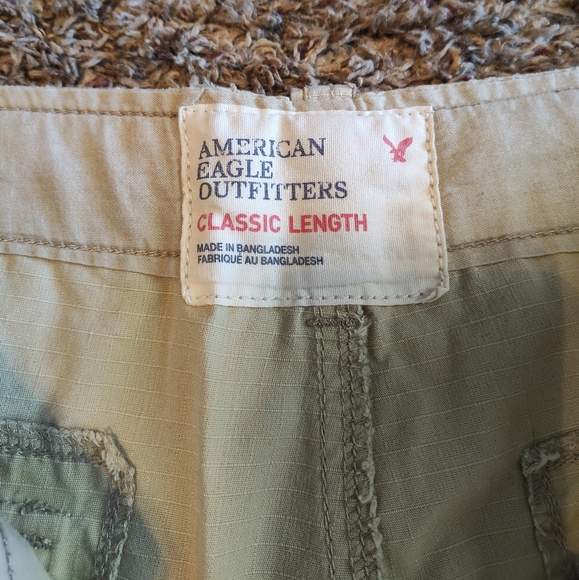 AMERICAN
EAGLE
OUTFITTERS
CLASSIC LENGTH
MADE IN BANGLADESH
FABRIQUÉ AU BANGLADESH